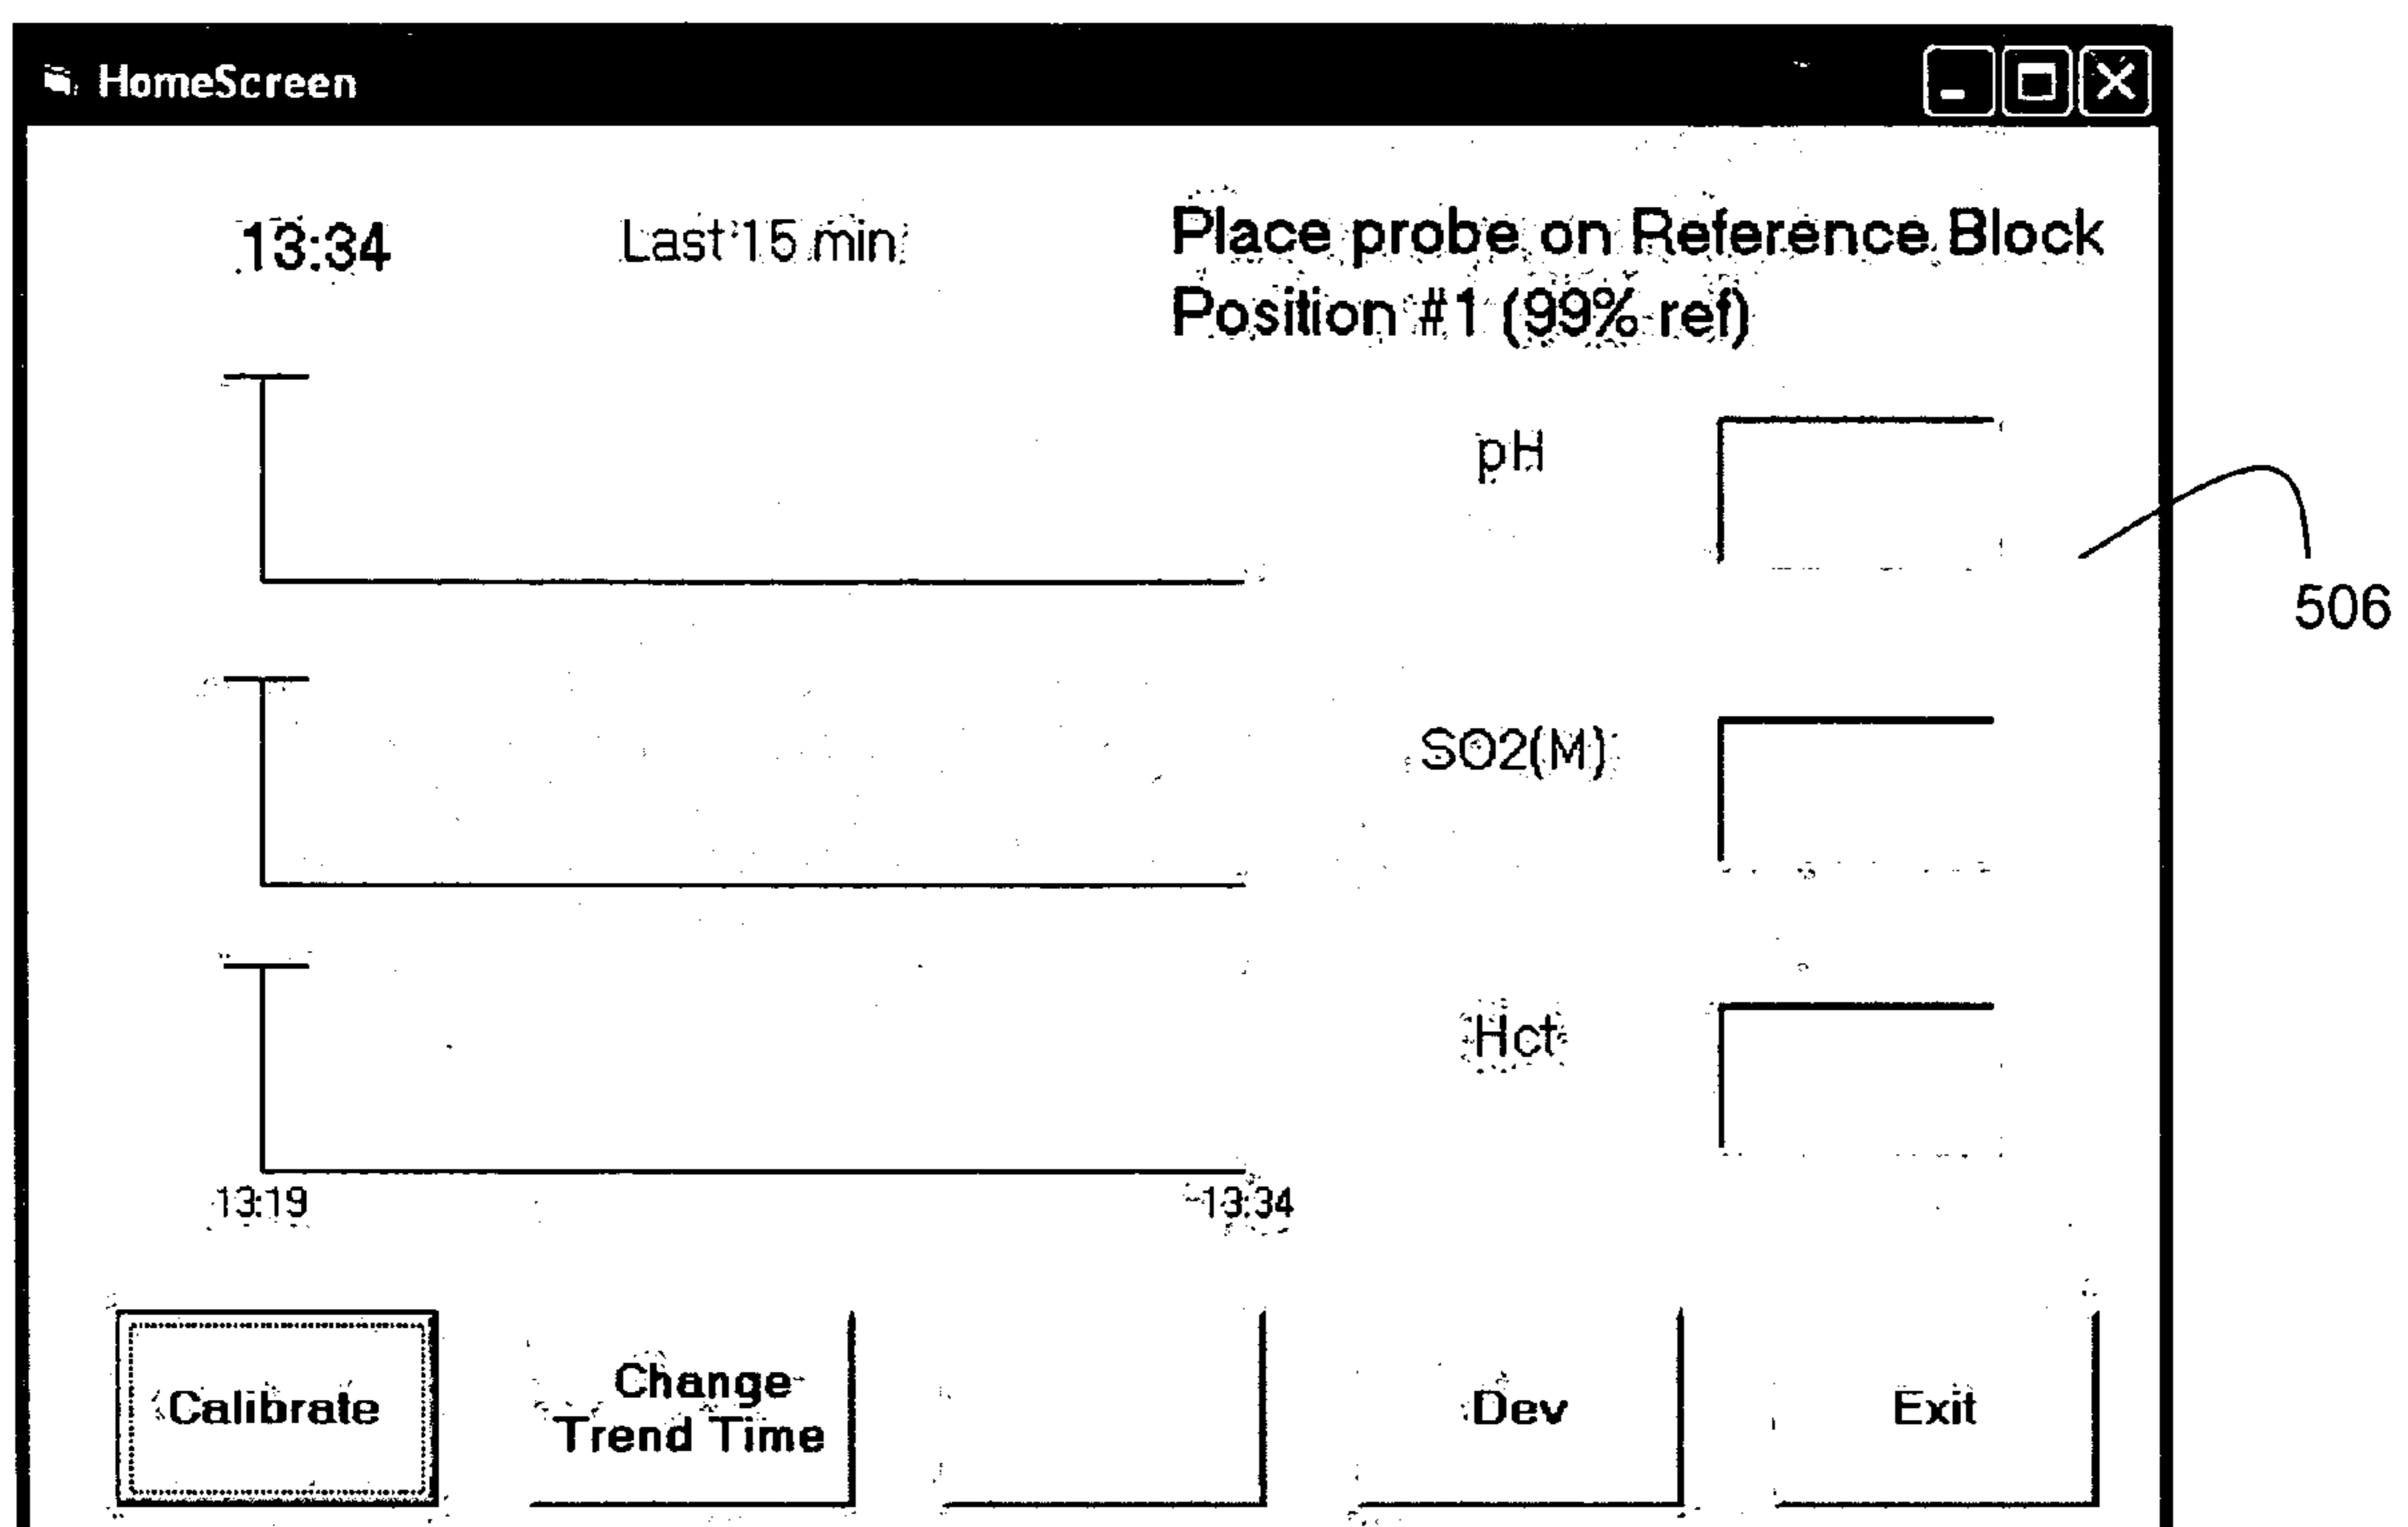 HomeScreen
13:34
Last 15 min
Place probe on Reference Block
Position #1 (99% ref)
pH
506
SO2(M)
Hct
13:19
13:34
Calibrate
Change
Trend Time
Dev
Exit